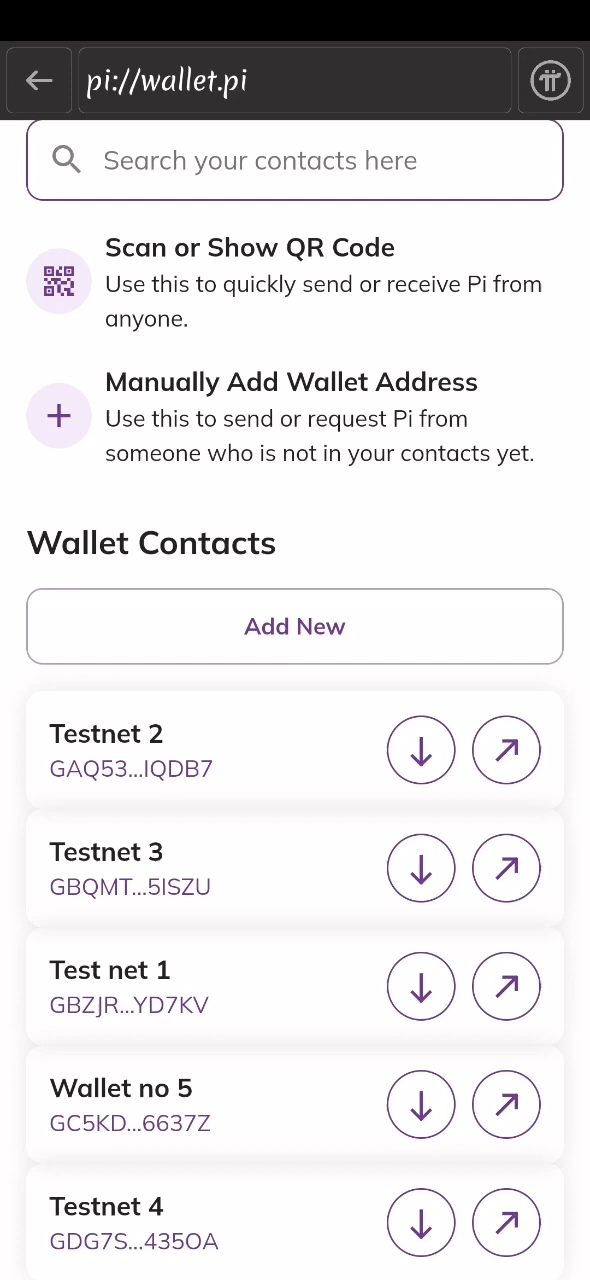 pi://wallet.pi
Search your contacts here
Scan or Show QR Code
Use this to quickly send or receive Pi from
anyone.
Manually Add Wallet Address
Use this to send or request Pi from
someone who is not in your contacts yet.
Wallet Contacts
Add New
Testnet 2
GAQ53...IQDB7
Testnet 3
GBQMT...5ISZU
Test net 1
GBZJR...YD7KV
Wallet no 5
GC5KD...6637Z
Testnet 4
GDG7S...435OA